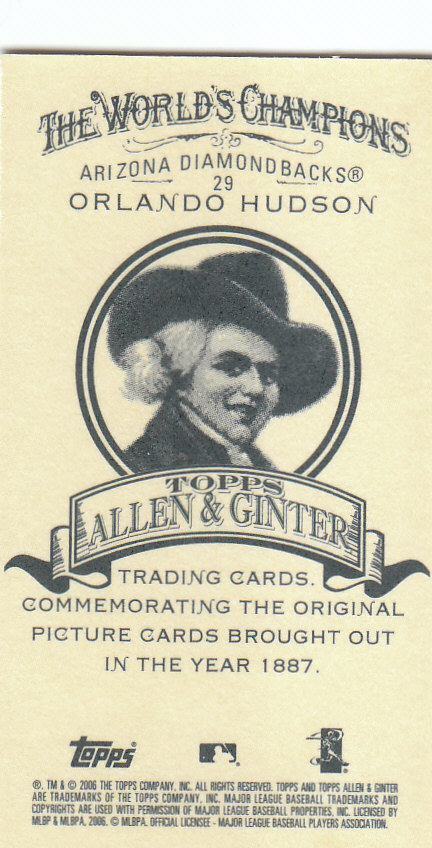 THE WORLD'S CHAMPIONS
ARIZONA DIAMONDBACKS®
29
ORLANDO HUDSON
TOPPS
ALLEN & GINTER
TRADING CARDS.
COMMEMORATING THE ORIGINAL
PICTURE CARDS BROUGHT OUT
IN THE YEAR 1887.
Topps
®, TM & © 2006 THE TOPPS COMPANY, INC. ALL RIGHTS RESERVED. TOPPS AND TOPPS ALLEN & GINTER
ARE TRADEMARKS OF THE TOPPS COMPANY, INC. MAJOR LEAGUE BASEBALL TRADEMARKS AND
COPYRIGHTS ARE USED WITH PERMISSION OF MAJOR LEAGUE BASEBALL PROPERTIES, INC. LICENSED BY
MLBP & MLBPA, 2006. © MLBPA. OFFICIAL LICENSEE - MAJOR LEAGUE BASEBALL PLAYERS ASSOCIATION.